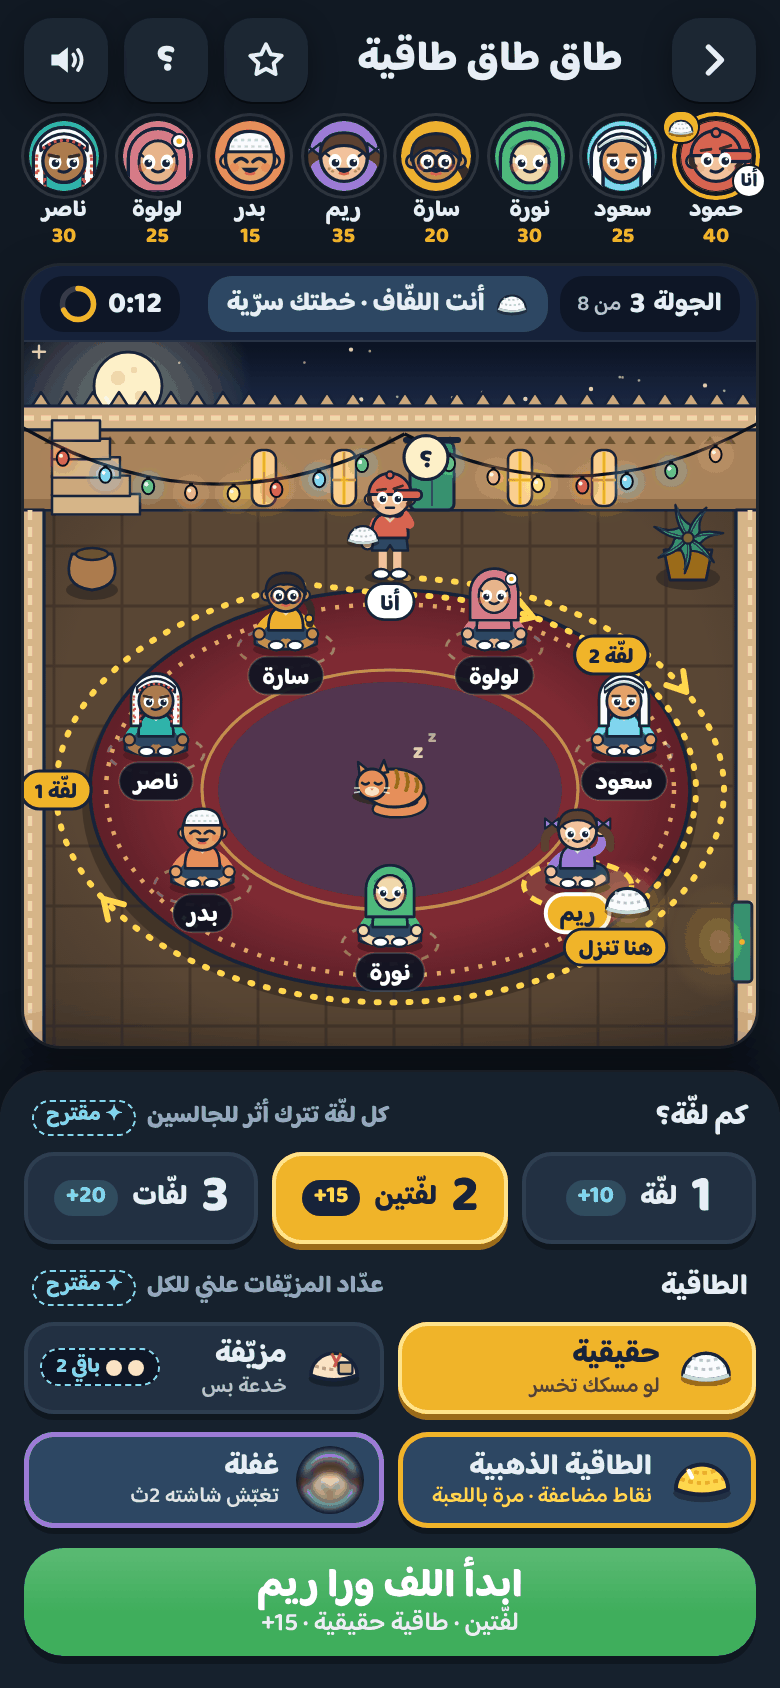 طاق طاق طاقية
؟
حمود
40
أنا
سعود
25
نورة
30
سارة
20
ريم
35
بدر
15
لولوة
25
ناصر
30
الجولة 3 من 8
أنت اللفّاف · خطتك سرّية
0:12
؟
أنا
سارة
لولوة
لفّة 2
ناصر
سعود
لفّة 1
z
z
بدر
ريم
هنا تنزل
نورة
كم لفّة؟
كل لفّة تترك أثر للجالسين
✦ مقترح
1 لفّة +10
2 لفّتين +15
3 لفّات +20
الطاقية
عدّاد المزيّفات علني للكل
✦ مقترح
حقيقية
لو مسكك تخسر
مزيّفة
خدعة بس
باقي 2
الطاقية الذهبية
نقاط مضاعفة · مرة باللعبة
غفلة
تغبّش شاشته 2ث
ابدأ اللف ورا ريم
لفّتين · طاقية حقيقية · +15